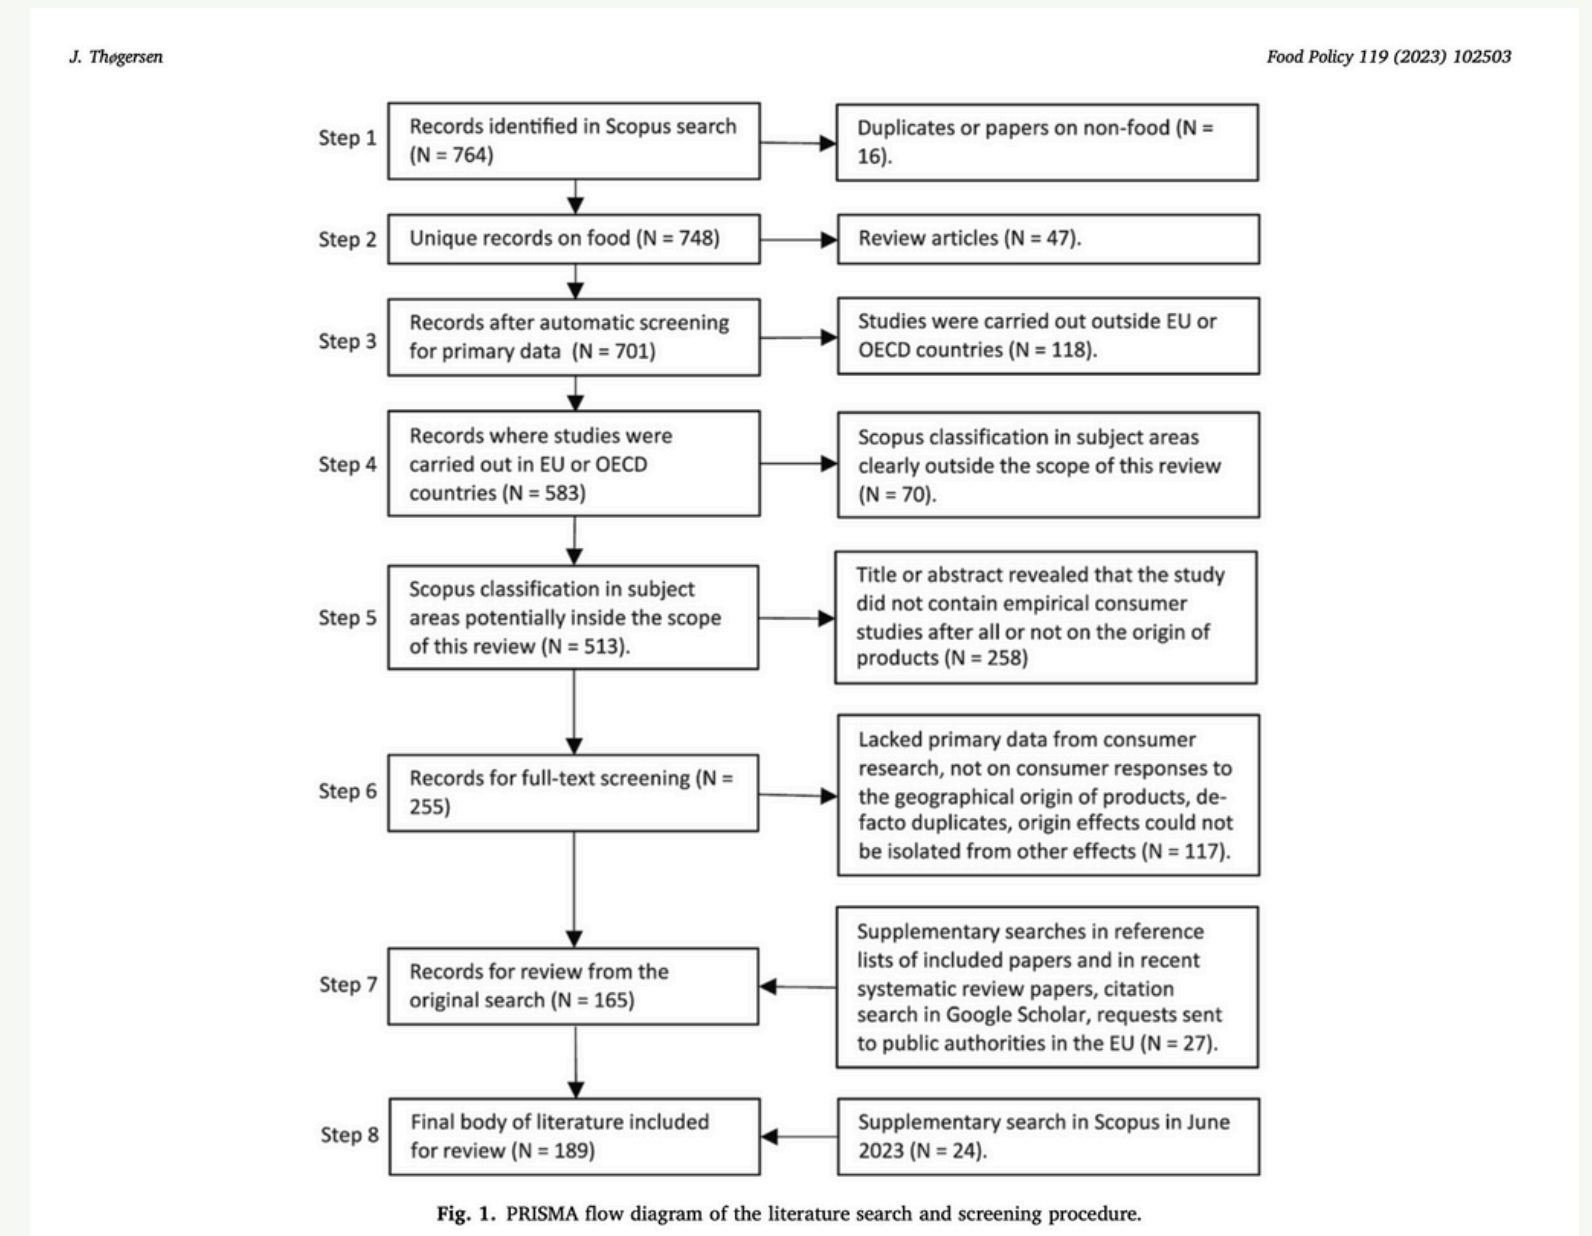 J. Thøgersen
Food Policy 119 (2023) 102503
Step 1
Records identified in Scopus search
(N = 764)
Duplicates or papers on non-food (N =
16).
Step 2
Unique records on food (N = 748)
Review articles (N = 47).
Step 3
Records after automatic screening
for primary data (N = 701)
Studies were carried out outside EU or
OECD countries (N = 118).
Step 4
Records where studies were
carried out in EU or OECD
countries (N = 583)
Scopus classification in subject areas
clearly outside the scope of this review
(N = 70).
Step 5
Scopus classification in subject
areas potentially inside the scope
of this review (N = 513).
Title or abstract revealed that the study
did not contain empirical consumer
studies after all or not on the origin of
products (N = 258)
Step 6
Records for full-text screening (N =
255)
Lacked primary data from consumer
research, not on consumer responses to
the geographical origin of products, de-
facto duplicates, origin effects could not
be isolated from other effects (N = 117).
Step 7
Records for review from the
original search (N = 165)
Supplementary searches in reference
lists of included papers and in recent
systematic review papers, citation
search in Google Scholar, requests sent
to public authorities in the EU (N = 27).
Step 8
Final body of literature included
for review (N = 189)
Supplementary search in Scopus in June
2023 (N = 24).
Fig. 1. PRISMA flow diagram of the literature search and screening procedure.